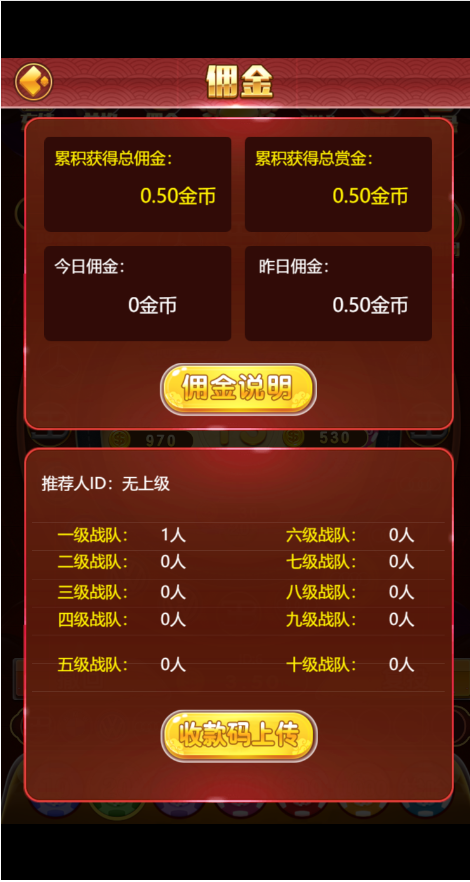 佣金
累积获得总佣金: 累积获得总赏金:
0.50金币 0.50金币
今日佣金: 昨日佣金:
0金币 0.50金币
佣金说明
970 530
推荐人ID: 无上级
一级战队: 1人 六级战队: 0人
二级战队: 0人 七级战队: 0人
三级战队: 0人 八级战队: 0人
四级战队: 0人 九级战队: 0人
五级战队: 0人 十级战队: 0人
收款码上传